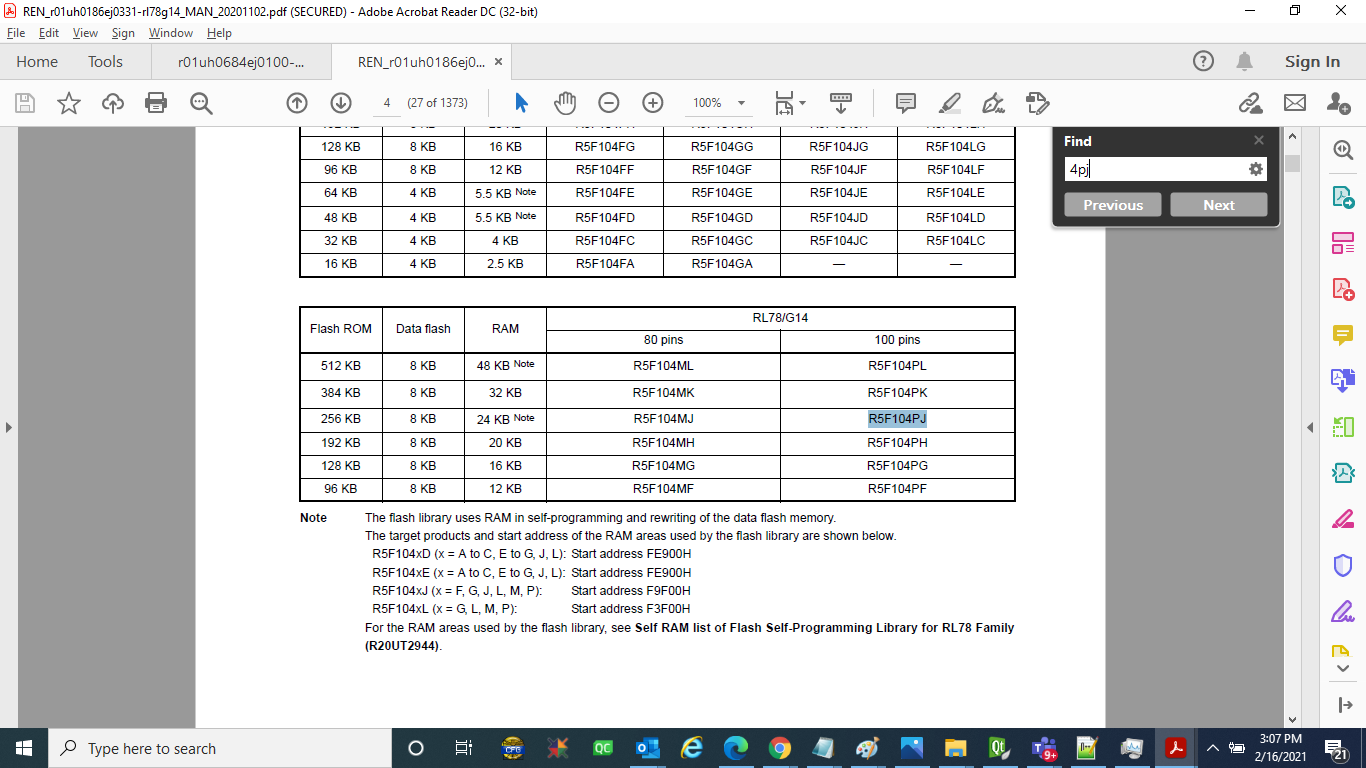 REN_r01uh0186ej0331-rl78g14_MAN_20201102.pdf (SECURED) - Adobe Acrobat Reader DC (32-bit)
File Edit View Sign Window Help
Home Tools r01uh0684ej0100-... REN_r01uh0186ej0... ×
4 (27 of 1373) 100%
128 KB 8 KB 16 KB R5F104FG R5F104GG R5F104JG R5F104LG
96 KB 8 KB 12 KB R5F104FF R5F104GF R5F104JF R5F104LF
64 KB 4 KB 5.5 KB Note R5F104FE R5F104GE R5F104JE R5F104LE
48 KB 4 KB 5.5 KB Note R5F104FD R5F104GD R5F104JD R5F104LD
32 KB 4 KB 4 KB R5F104FC R5F104GC R5F104JC R5F104LC
16 KB 4 KB 2.5 KB R5F104FA R5F104GA — —
Flash ROM Data flash RAM RL78/G14
80 pins 100 pins
512 KB 8 KB 48 KB Note R5F104ML R5F104PL
384 KB 8 KB 32 KB R5F104MK R5F104PK
256 KB 8 KB 24 KB Note R5F104MJ R5F104PJ
192 KB 8 KB 20 KB R5F104MH R5F104PH
128 KB 8 KB 16 KB R5F104MG R5F104PG
96 KB 8 KB 12 KB R5F104MF R5F104PF
Note The flash library uses RAM in self-programming and rewriting of the data flash memory.
The target products and start address of the RAM areas used by the flash library are shown below.
R5F104xD (x = A to C, E to G, J, L): Start address FE900H
R5F104xE (x = A to C, E to G, J, L): Start address FE900H
R5F104xJ (x = F, G, J, L, M, P): Start address F9F00H
R5F104xL (x = G, L, M, P): Start address F3F00H
For the RAM areas used by the flash library, see Self RAM list of Flash Self-Programming Library for RL78 Family
(R20UT2944).
Sign In
Find
4pj
Previous Next
Type here to search
CFG
QC
Qt
9+
3:07 PM
2/16/2021
21